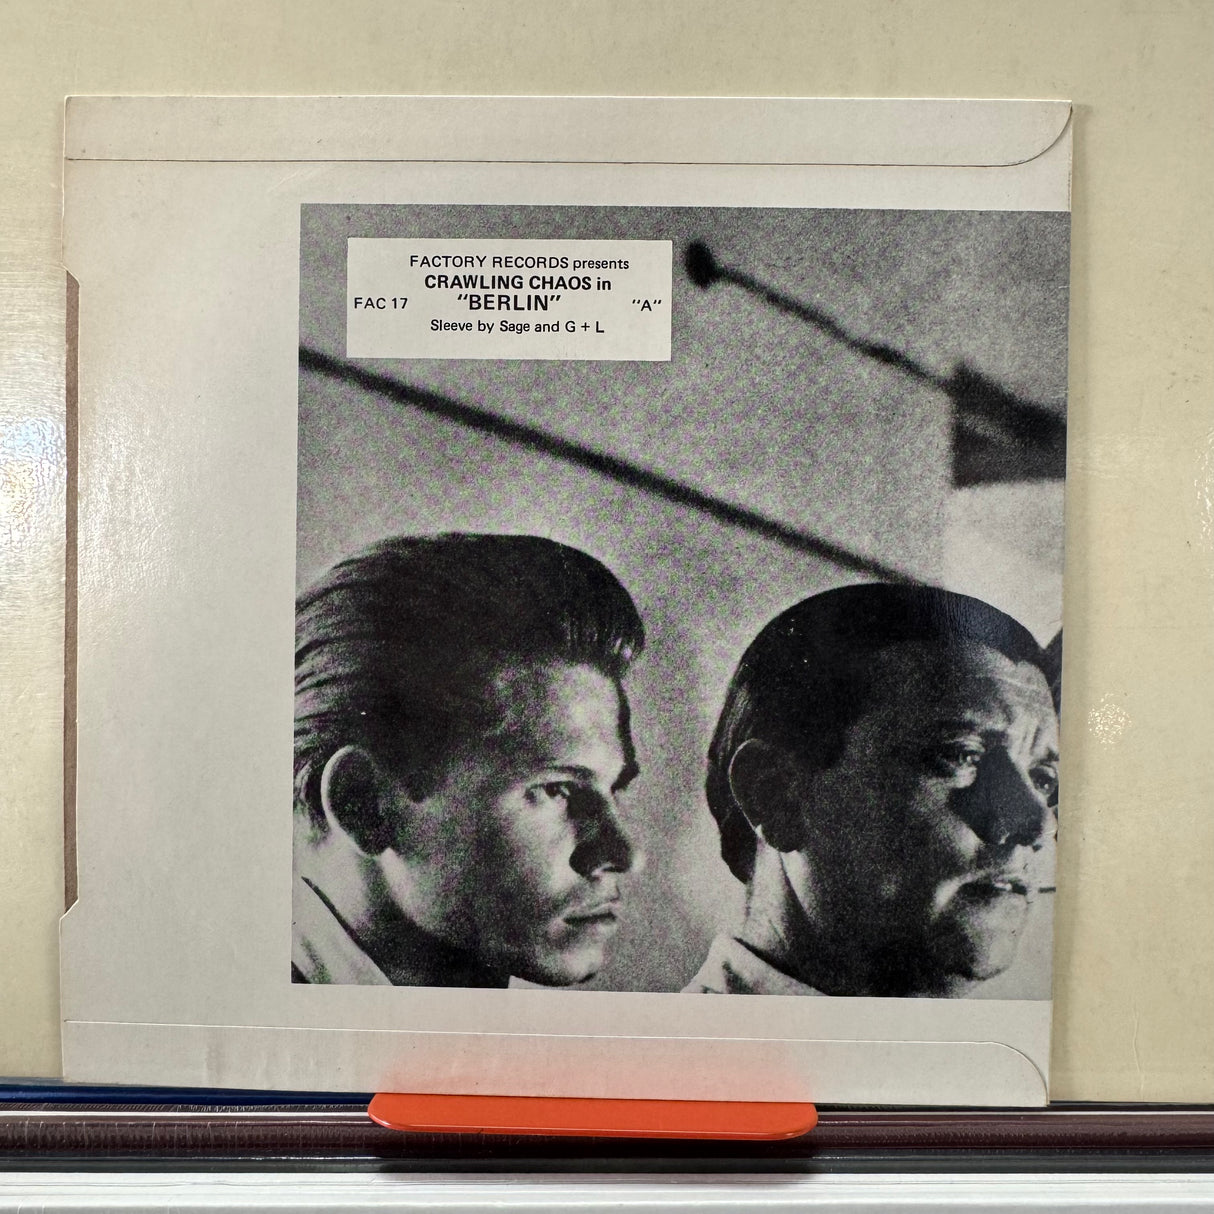 FACTORY RECORDS presents
CRAWLING CHAOS in
FAC 17 "BERLIN" "A"
Sleeve by Sage and G + L